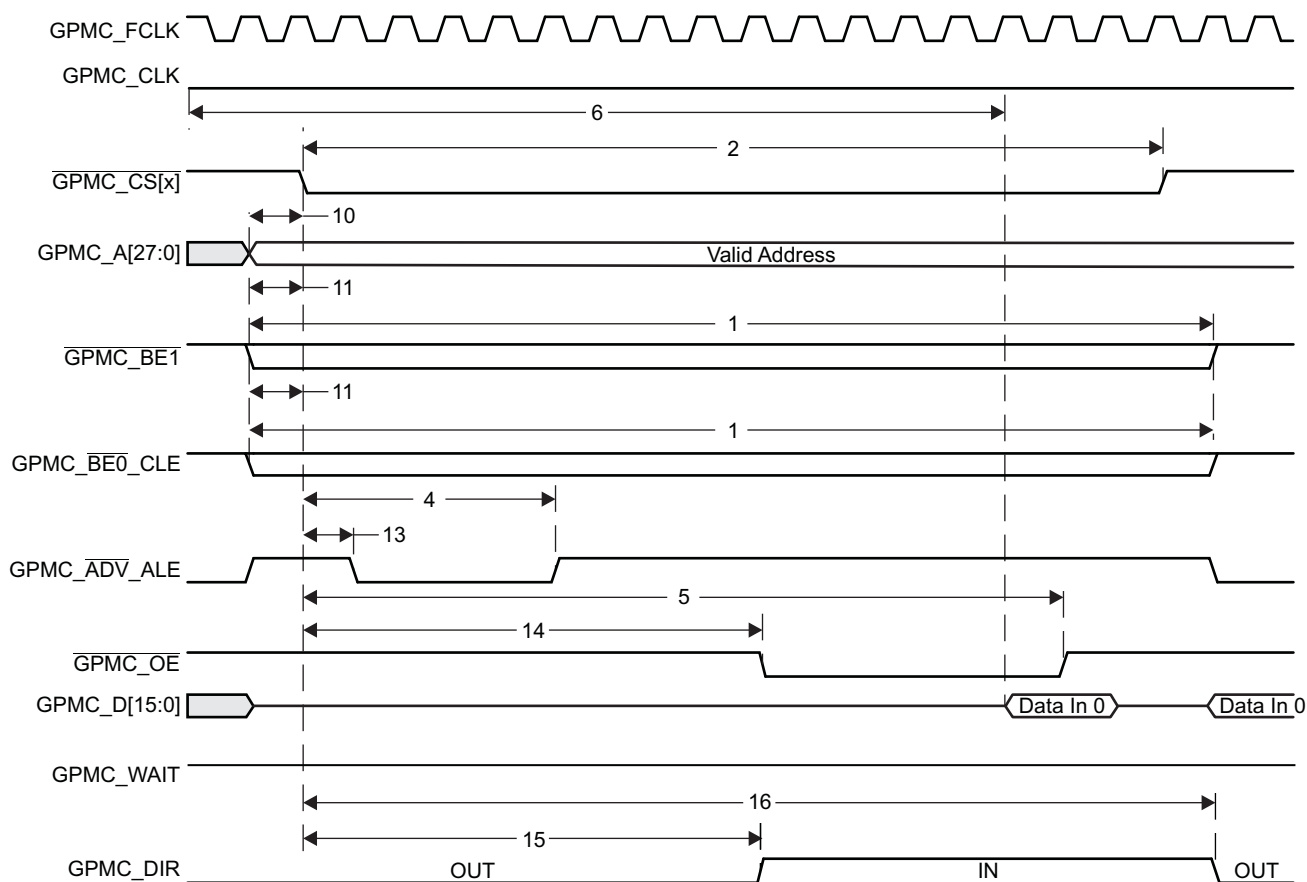 GPMC_FCLK
GPMC_CLK
6
2
GPMC_CS[x]
10
GPMC_A[27:0]
Valid Address
11
1
GPMC_BE1
11
1
GPMC_BE0_CLE
4
13
GPMC_ADV_ALE
5
14
GPMC_OE
GPMC_D[15:0]
Data In 0
Data In 0
GPMC_WAIT
16
15
GPMC_DIR
OUT
IN
OUT